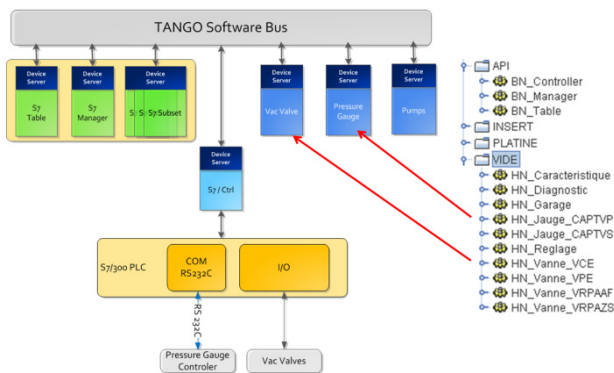 TANGO Software Bus
Device
Server
S7
Table
Device
Server
S7
Manager
Device
Server
S S S7 Subset
Device
Server
S7 / Ctrl
Device
Server
Vac Valve
Device
Server
Pressure
Gauge
Device
Server
Pumps
S7/300 PLC
COM
RS232C
I/O
RS 232C
Pressure Gauge
Controler
Vac Valves
API
BN_Controller
BN_Manager
BN_Table
INSERT
PLATINE
VIDE
HN_Caracteristique
HN_Diagnostic
HN_Garage
HN_Jauge_CAPTVP
HN_Jauge_CAPTVS
HN_Reglage
HN_Vanne_VCE
HN_Vanne_VPE
HN_Vanne_VRPAAF
HN_Vanne_VRPAZS